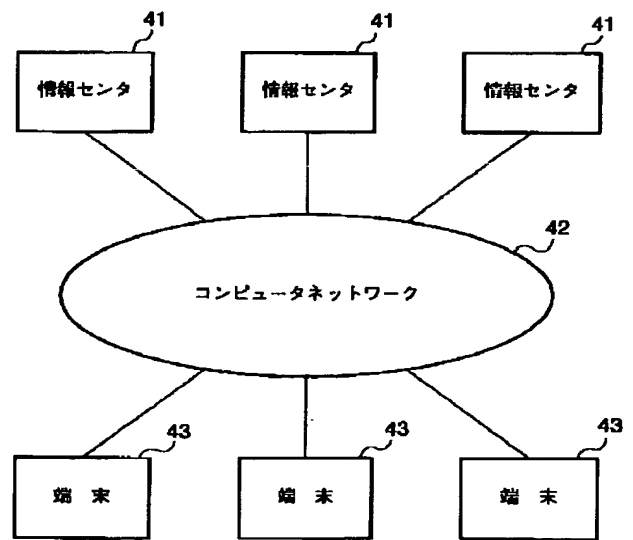 41 41 41
情報センタ 情報センタ 情報センタ
42
コンピュータネットワーク
43 43 43
端 末 端 末 端 末